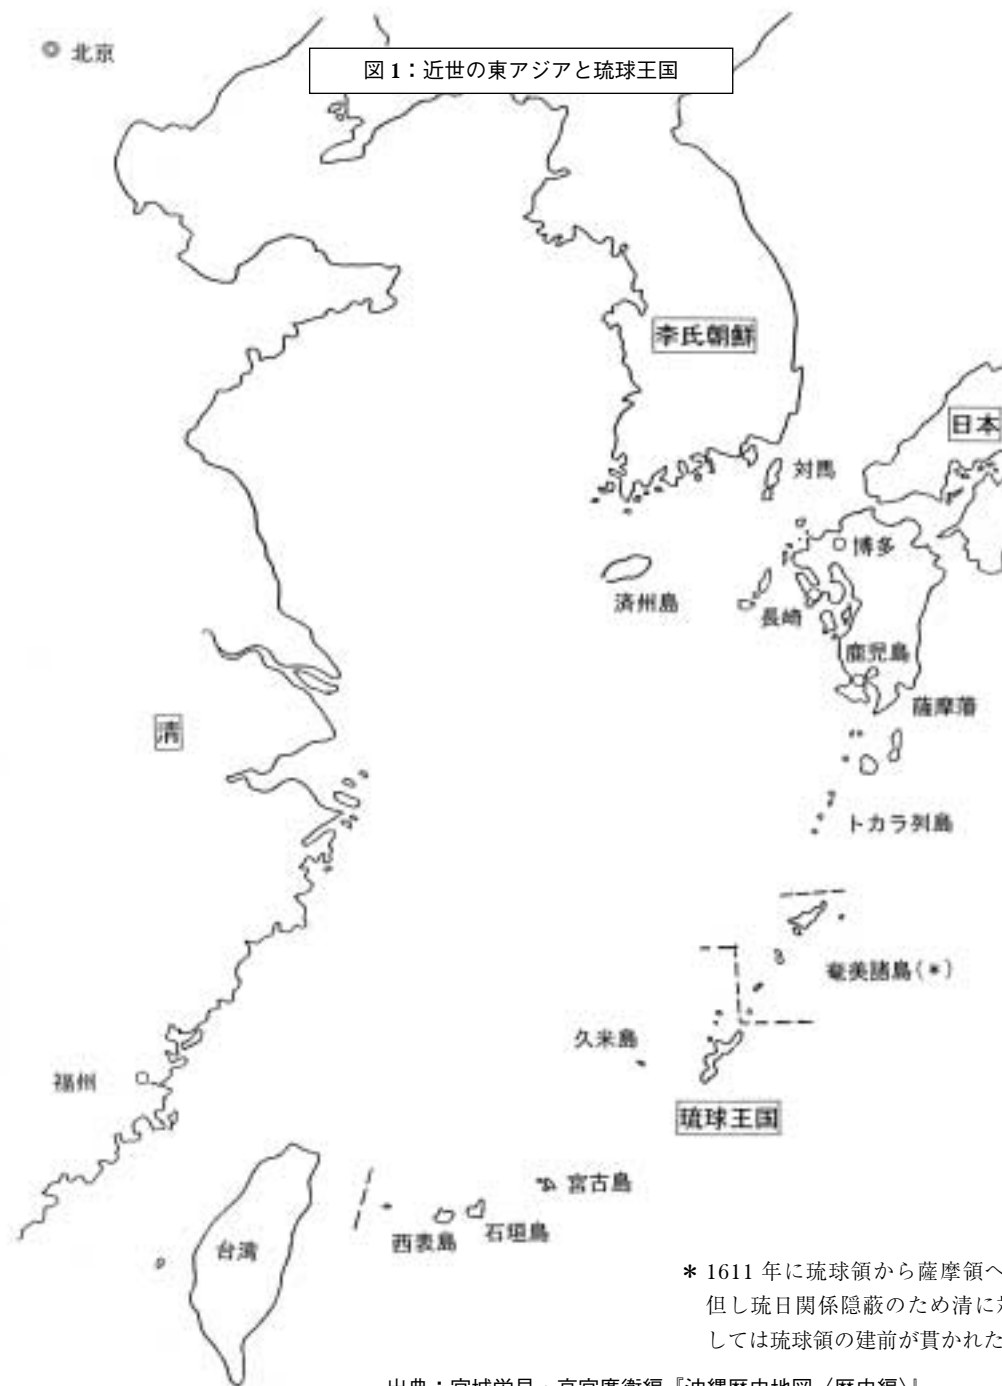 北京
図1：近世の東アジアと琉球王国
李氏朝鮮
日本
対馬
博多
済州島
長崎
鹿児島
薩摩藩
清
トカラ列島
奄美諸島(＊)
久米島
福州
琉球王国
宮古島
石垣島
西表島
台湾
＊1611年に琉球領から薩摩領へ
但し琉日関係隠蔽のため清に
しては琉球領の建前が貫かれた